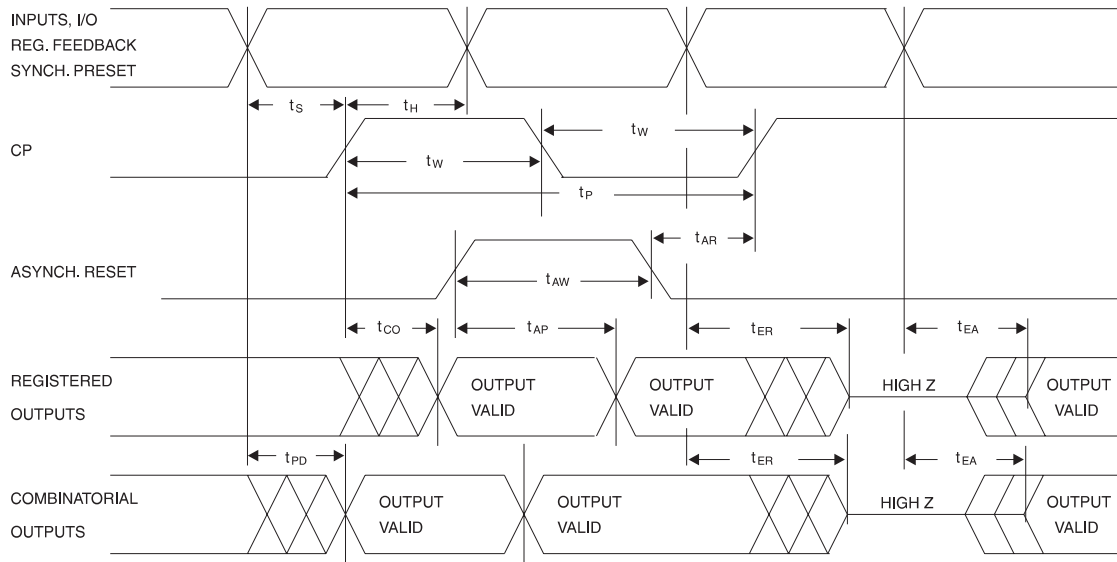 INPUTS, I/O
REG. FEEDBACK
SYNCH. PRESET
tS
tH
CP
tW
tW
tP
ASYNCH. RESET
tAR
tAW
tCO
tAP
tER
tEA
REGISTERED
OUTPUTS
OUTPUT
VALID
OUTPUT
VALID
HIGH Z
OUTPUT
VALID
tPD
tER
tEA
COMBINATORIAL
OUTPUTS
OUTPUT
VALID
OUTPUT
VALID
HIGH Z
OUTPUT
VALID